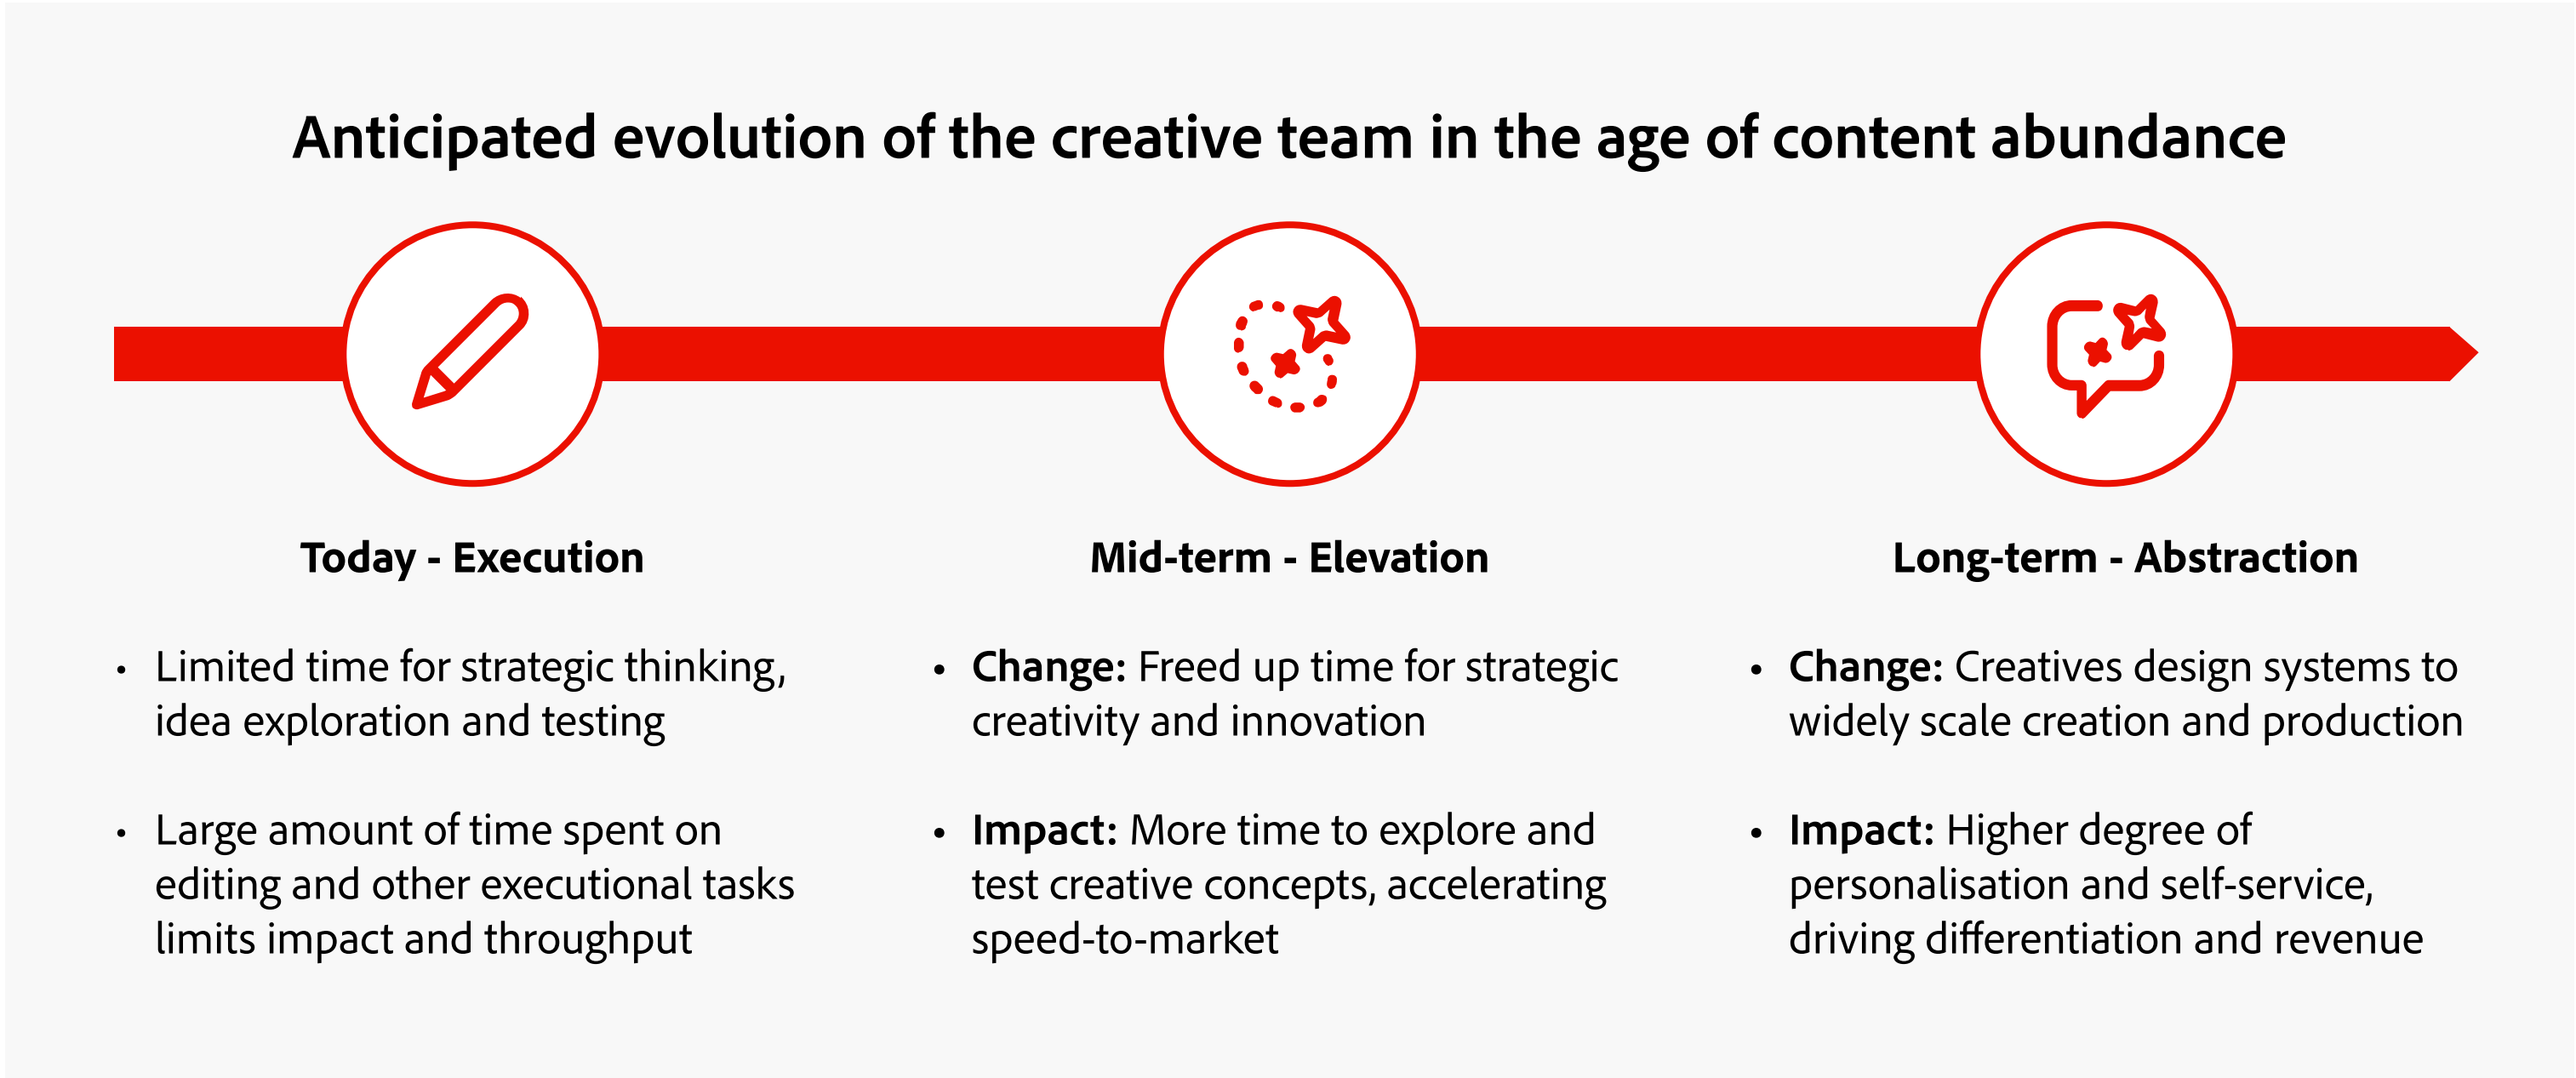 Anticipated evolution of the creative team in the age of content abundance
Today - Execution
• Limited time for strategic thinking,
idea exploration and testing
• Large amount of time spent on
editing and other executional tasks
limits impact and throughput
Mid-term - Elevation
• Change: Freed up time for strategic
creativity and innovation
• Impact: More time to explore and
test creative concepts, accelerating
speed-to-market
Long-term - Abstraction
• Change: Creatives design systems to
widely scale creation and production
• Impact: Higher degree of
personalisation and self-service,
driving differentiation and revenue